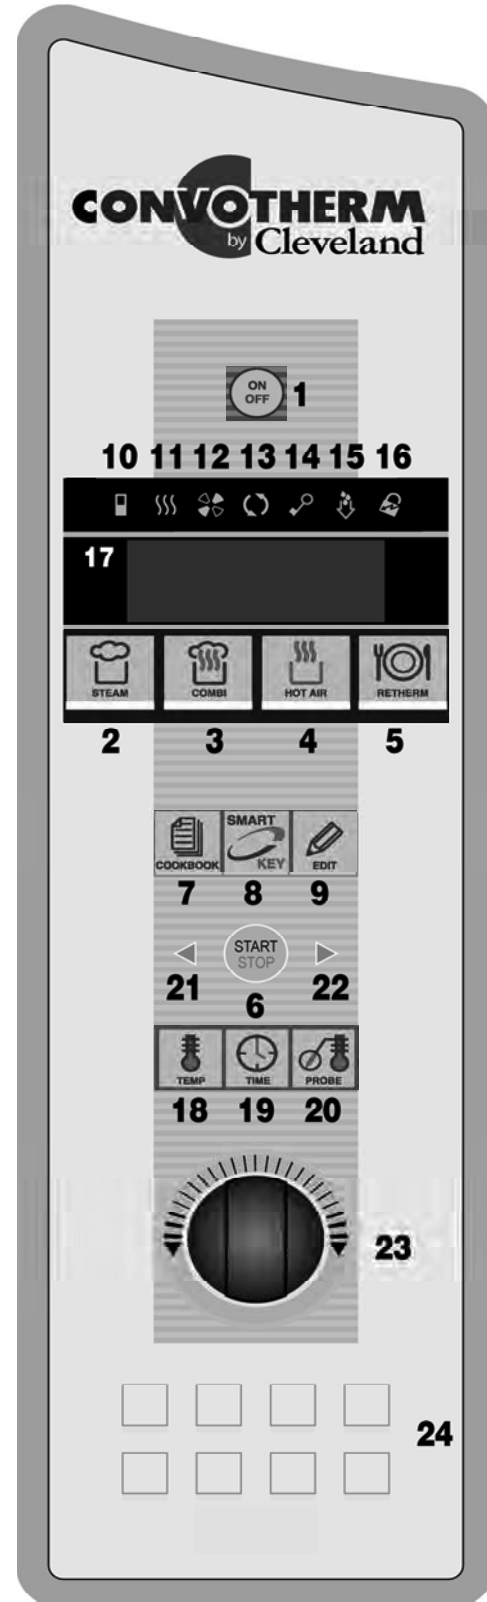 CONVOTHERM
by Cleveland
ON
OFF
1
10 11 12 13 14 15 16
17
STEAM COMBI HOT AIR RETHERM
2 3 4 5
COOKBOOK SMART KEY EDIT
7 8 9
START
STOP
21 6 22
TEMP TIME PROBE
18 19 20
23
24